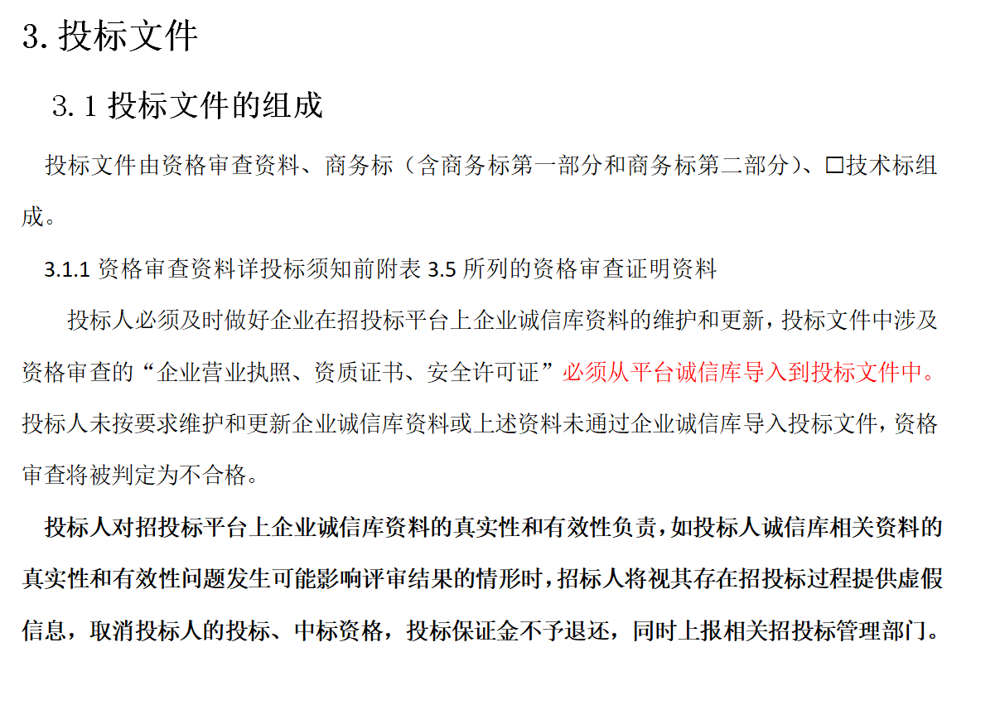 3.投标文件
3.1 投标文件的组成
投标文件由资格审查资料、商务标（含商务标第一部分和商务标第二部分）、☐技术标组
成。
3.1.1 资格审查资料详投标须知前附表 3.5 所列的资格审查证明资料
投标人必须及时做好企业在招投标平台上企业诚信库资料的维护和更新，投标文件中涉及
资格审查的“企业营业执照、资质证书、安全许可证”必须从平台诚信库导入到投标文件中。
投标人未按要求维护和更新企业诚信库资料或上述资料未通过企业诚信库导入投标文件，资格
审查将被判定为不合格。
投标人对招投标平台上企业诚信库资料的真实性和有效性负责，如投标人诚信库相关资料的
真实性和有效性问题发生可能影响评审结果的情形时，招标人将视其存在招投标过程提供虚假
信息，取消投标人的投标、中标资格，投标保证金不予退还，同时上报相关招投标管理部门。